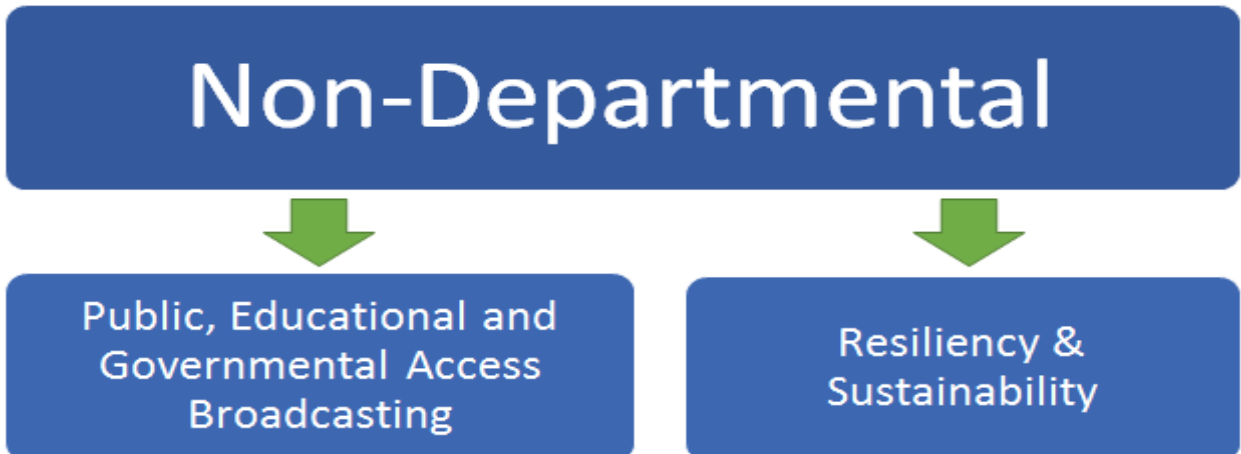 Non-Departmental
Public, Educational and
Governmental Access
Broadcasting
Resiliency &
Sustainability